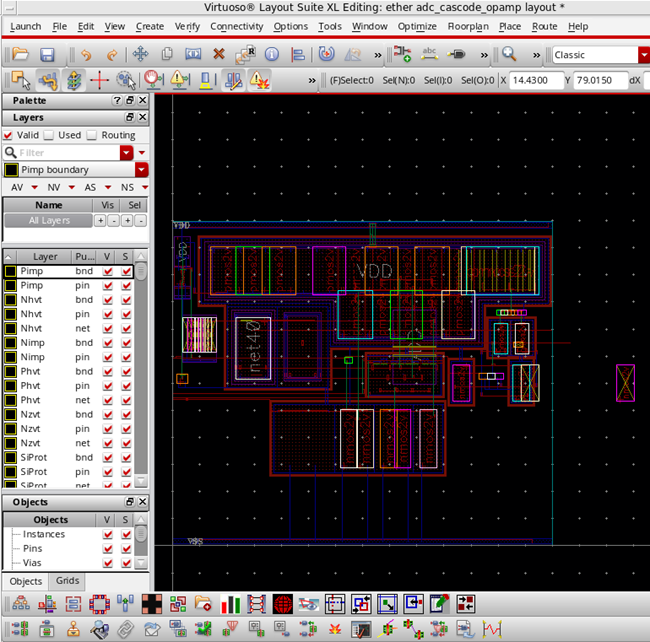 Virtuoso® Layout Suite XL Editing: ether adc_cascode_opamp layout *
Launch File Edit View Create Verify Connectivity Options Tools Window Optimize Floorplan Place Route Help
» abc » » Classic
» (F)Select:0 Sel(N):0 Sel(I):0 Sel(O):0 X 14.4300 Y 79.0150 dX
Palette ?
Layers
Valid Used Routing
Filter
Pimp boundary
AV NV AS NS
Name Vis Sel
All Layers + - + -
Layer Pu... V S
Pimp bnd
Pimp pin
Nhvt bnd
Nhvt pin
Nhvt net
Nimp bnd
Nimp pin
Phvt bnd
Phvt pin
Phvt net
Nzvt bnd
Nzvt pin
Nzvt net
SiProt bnd
SiProt pin
SiProt net
Objects
Objects V S
Instances
Pins
Vias
Objects Grids
VDD
VDD
VDD
net40
VSS